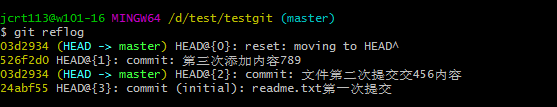 jcrt113@w101-16 MINGW64 /d/test/testgit (master)
$ git reflog
03d2934 (HEAD -> master) HEAD@{0}: reset: moving to HEAD^
526f2d0 HEAD@{1}: commit: 第三次添加内容789
03d2934 (HEAD -> master) HEAD@{2}: commit: 文件第二次提交交456内容
24abf55 HEAD@{3}: commit (initial): readme.txt第一次提交